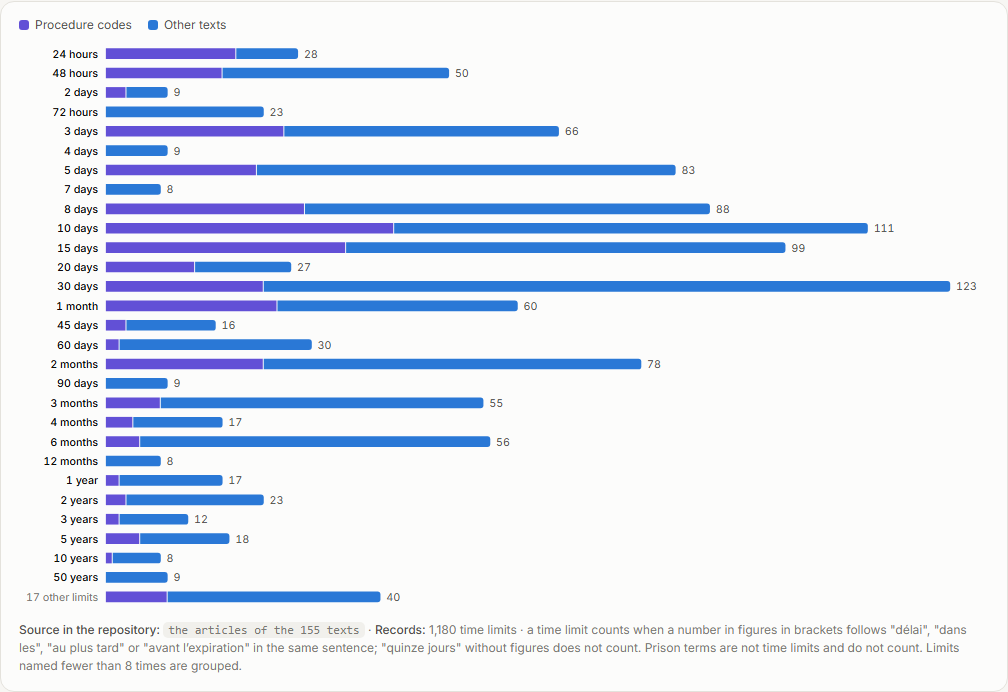 Procedure codes Other texts
24 hours 28
48 hours 50
2 days 9
72 hours 23
3 days 66
4 days 9
5 days 83
7 days 8
8 days 88
10 days 111
15 days 99
20 days 27
30 days 123
1 month 60
45 days 16
60 days 30
2 months 78
90 days 9
3 months 55
4 months 17
6 months 56
12 months 8
1 year 17
2 years 23
3 years 12
5 years 18
10 years 8
50 years 9
17 other limits 40
Source in the repository: the articles of the 155 texts · Records: 1,180 time limits · a time limit counts when a number in figures in brackets follows "délai", "dans
les", "au plus tard" or "avant l'expiration" in the same sentence; "quinze jours" without figures does not count. Prison terms are not time limits and do not count. Limits
named fewer than 8 times are grouped.